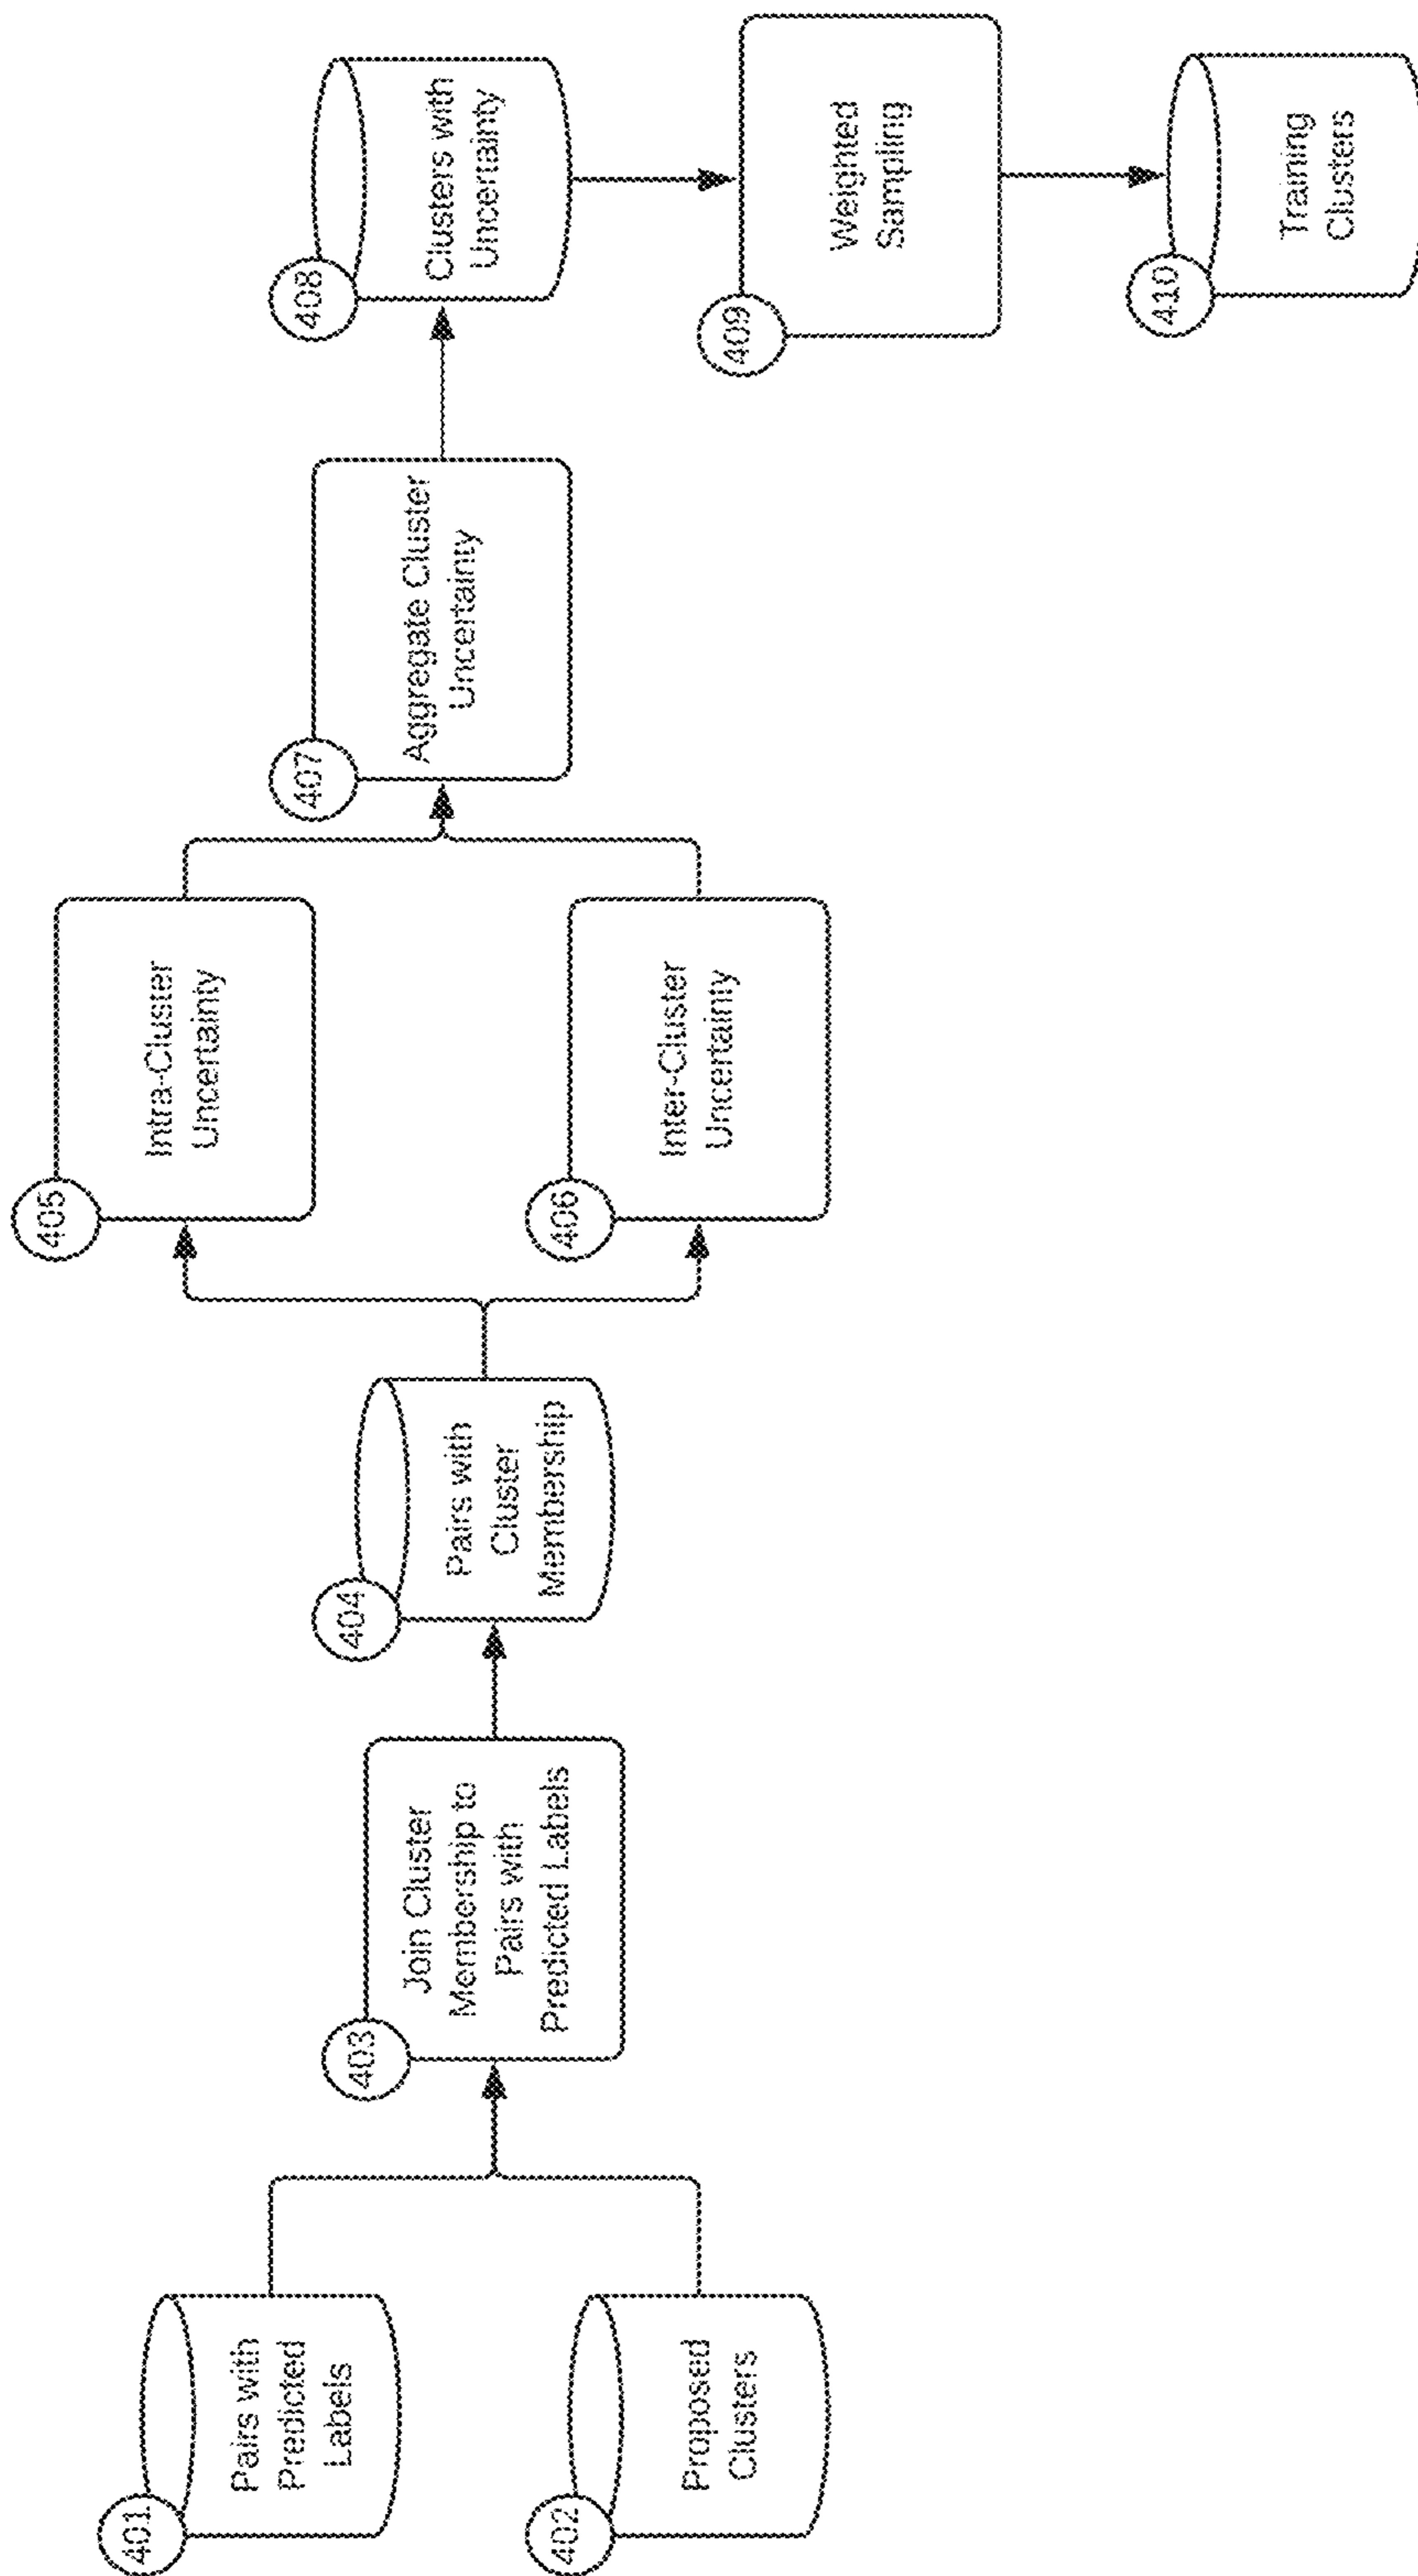 401
Pairs with
Predicted
Labels
402
Proposed
Clusters
403
Join Cluster
Membership to
Pairs with
Predicted Labels
404
Pairs with
Cluster
Membership
405
Intra-Cluster
Uncertainty
406
Inter-Cluster
Uncertainty
407
Aggregate Cluster
Uncertainty
408
Clusters with
Uncertainty
409
Weighted
Sampling
410
Training
Clusters